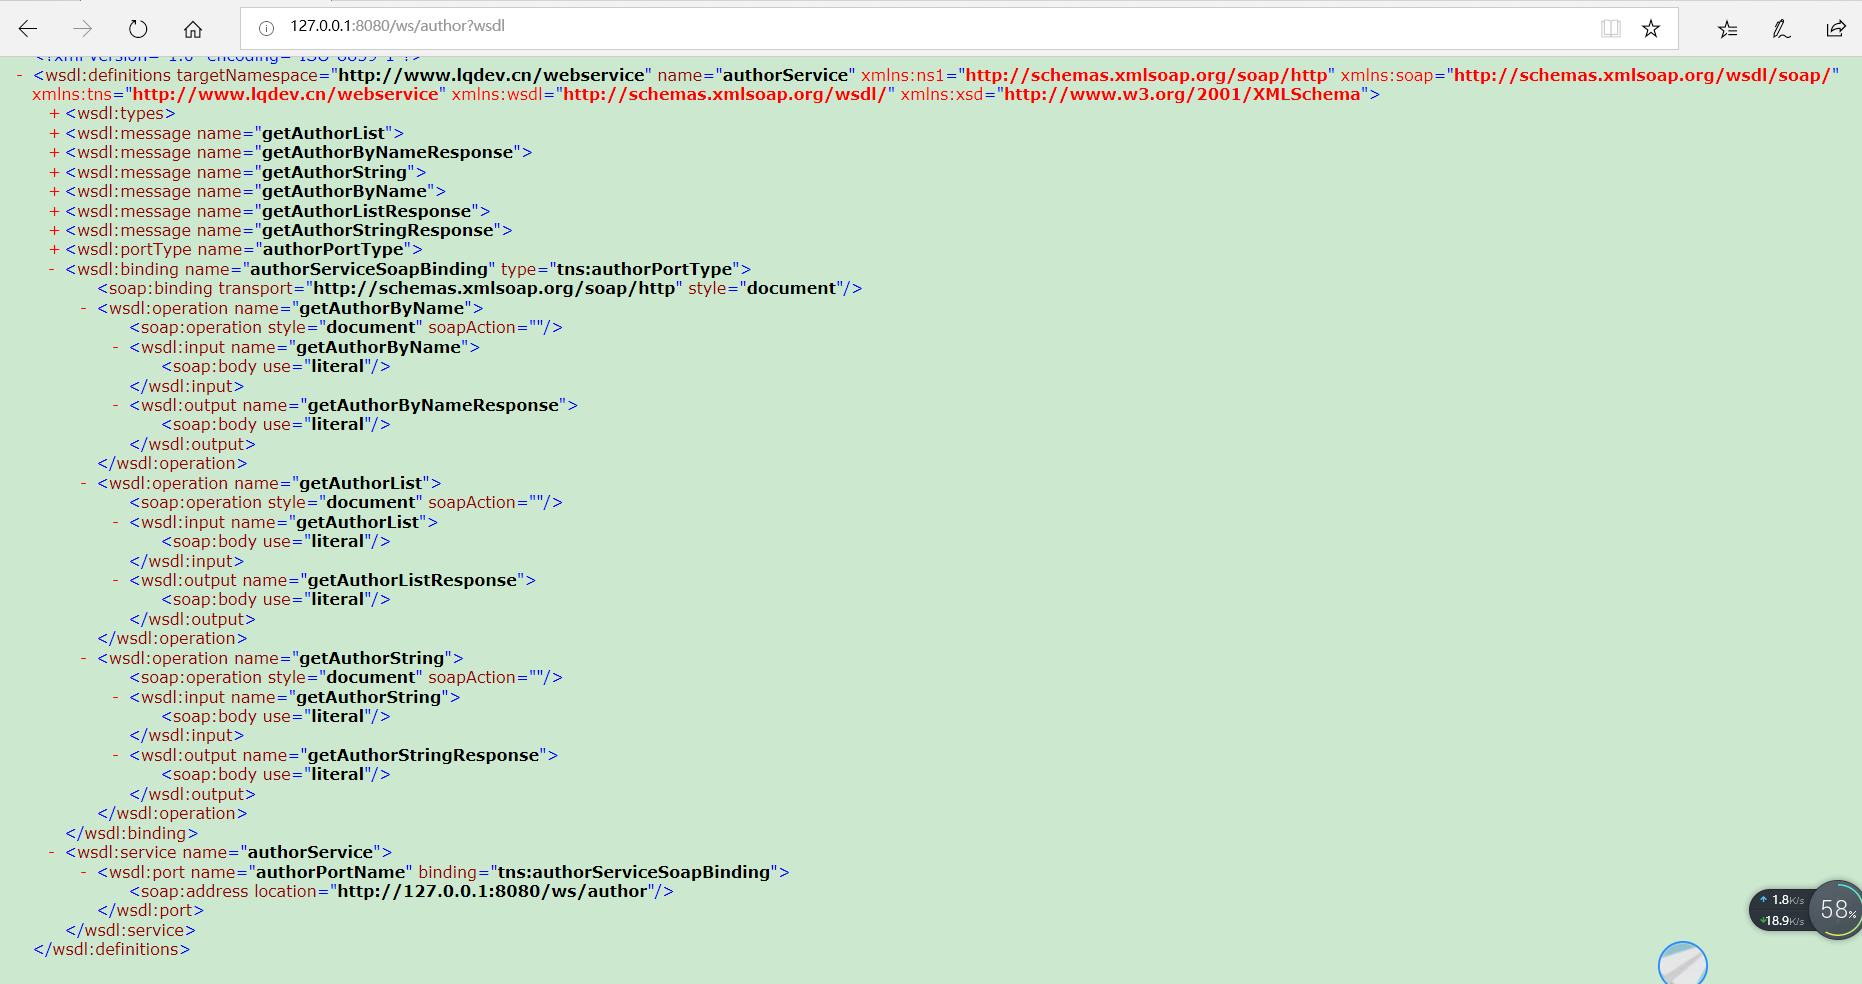 127.0.0.1:8080/ws/author?wsdl
<?xml version="1.0" encoding="ISO-8859-1"?>
- <wsdl:definitions targetNamespace="http://www.lqdev.cn/webservice" name="authorService" xmlns:ns1="http://schemas.xmlsoap.org/soap/http" xmlns:soap="http://schemas.xmlsoap.org/wsdl/soap/"
xmlns:tns="http://www.lqdev.cn/webservice" xmlns:wsdl="http://schemas.xmlsoap.org/wsdl/" xmlns:xsd="http://www.w3.org/2001/XMLSchema">
+ <wsdl:types>
+ <wsdl:message name="getAuthorList">
+ <wsdl:message name="getAuthorByNameResponse">
+ <wsdl:message name="getAuthorString">
+ <wsdl:message name="getAuthorByName">
+ <wsdl:message name="getAuthorListResponse">
+ <wsdl:message name="getAuthorStringResponse">
+ <wsdl:portType name="authorPortType">
- <wsdl:binding name="authorServiceSoapBinding" type="tns:authorPortType">
<soap:binding transport="http://schemas.xmlsoap.org/soap/http" style="document"/>
- <wsdl:operation name="getAuthorByName">
<soap:operation style="document" soapAction=""/>
- <wsdl:input name="getAuthorByName">
<soap:body use="literal"/>
</wsdl:input>
- <wsdl:output name="getAuthorByNameResponse">
<soap:body use="literal"/>
</wsdl:output>
</wsdl:operation>
- <wsdl:operation name="getAuthorList">
<soap:operation style="document" soapAction=""/>
- <wsdl:input name="getAuthorList">
<soap:body use="literal"/>
</wsdl:input>
- <wsdl:output name="getAuthorListResponse">
<soap:body use="literal"/>
</wsdl:output>
</wsdl:operation>
- <wsdl:operation name="getAuthorString">
<soap:operation style="document" soapAction=""/>
- <wsdl:input name="getAuthorString">
<soap:body use="literal"/>
</wsdl:input>
- <wsdl:output name="getAuthorStringResponse">
<soap:body use="literal"/>
</wsdl:output>
</wsdl:operation>
</wsdl:binding>
- <wsdl:service name="authorService">
- <wsdl:port name="authorPortName" binding="tns:authorServiceSoapBinding">
<soap:address location="http://127.0.0.1:8080/ws/author"/>
</wsdl:port>
</wsdl:service>
</wsdl:definitions>
1.8K/s
18.9K/s
58%